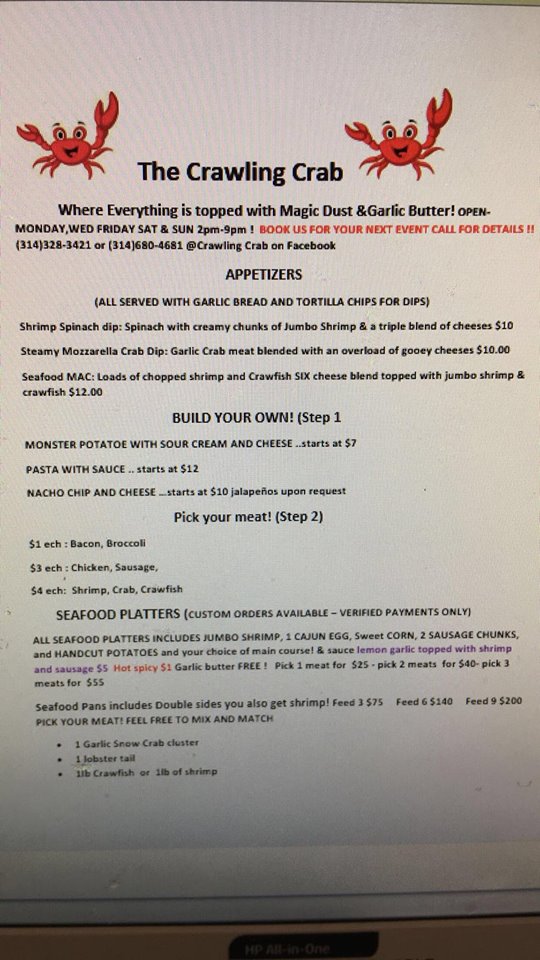 The Crawling Crab
Where Everything is topped with Magic Dust &Garlic Butter! OPEN-
MONDAY,WED FRIDAY SAT & SUN 2pm-9pm ! BOOK US FOR YOUR NEXT EVENT CALL FOR DETAILS !!
(314)328-3421 or (314)680-4681 @Crawling Crab on Facebook
APPETIZERS
(ALL SERVED WITH GARLIC BREAD AND TORTILLA CHIPS FOR DIPS)
Shrimp Spinach dip: Spinach with creamy chunks of Jumbo Shrimp & a triple blend of cheeses $10
Steamy Mozzarella Crab Dip: Garlic Crab meat blended with an overload of gooey cheeses $10.00
Seafood MAC: Loads of chopped shrimp and Crawfish SIX cheese blend topped with jumbo shrimp &
crawfish $12.00
BUILD YOUR OWN! (Step 1
MONSTER POTATOE WITH SOUR CREAM AND CHEESE ..starts at $7
PASTA WITH SAUCE .. starts at $12
NACHO CHIP AND CHEESE ...starts at $10 jalapeños upon request
Pick your meat! (Step 2)
$1 ech : Bacon, Broccoli
$3 ech : Chicken, Sausage,
$4 ech: Shrimp, Crab, Crawfish
SEAFOOD PLATTERS (CUSTOM ORDERS AVAILABLE – VERIFIED PAYMENTS ONLY)
ALL SEAFOOD PLATTERS INCLUDES JUMBO SHRIMP, 1 CAJUN EGG, Sweet CORN, 2 SAUSAGE CHUNKS,
and HANDCUT POTATOES and your choice of main course! & sauce lemon garlic topped with shrimp
and sausage $5 Hot spicy $1 Garlic butter FREE ! Pick 1 meat for $25 - pick 2 meats for $40- pick 3
meats for $55
Seafood Pans includes Double sides you also get shrimp! Feed 3 $75 Feed 6 $140 Feed 9 $200
PICK YOUR MEAT! FEEL FREE TO MIX AND MATCH
• 1 Garlic Snow Crab cluster
• 1 lobster tail
• 1lb Crawfish or 1lb of shrimp
HP All-in-One